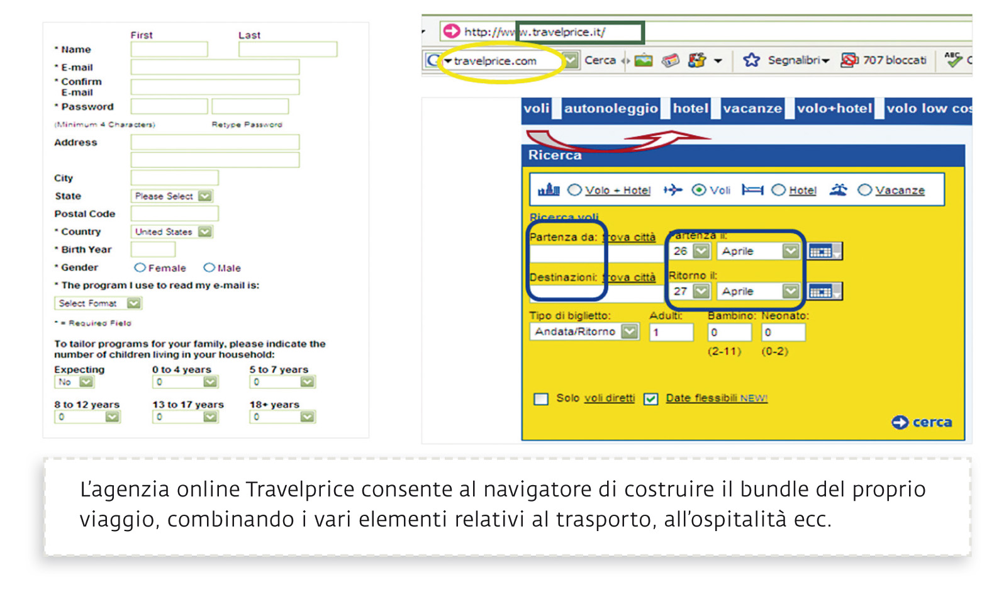 First Last
* Name
* E-mail
* Confirm
E-mail
* Password
(Minimum 4 Characters) Retype Password
Address
City
State Please Select
Postal Code
* Country United States
* Birth Year
* Gender Female Male
* The program I use to read my e-mail is:
Select Format
* = Required Field
To tailor programs for your family, please indicate the
number of children living in your household:
Expecting 0 to 4 years 5 to 7 years
No 0 0
8 to 12 years 13 to 17 years 18+ years
0 0 0
http://www.travelprice.it/
G travelprice.com Cerca Segnalibri 707 bloccati ABC C
voli autonoleggio hotel vacanze volo+hotel volo low cos
Ricerca
Volo + Hotel Voli Hotel Vacanze
Ricerca voli
Partenza da: trova città Partenza il:
26 Aprile
Destinazioni: trova città Ritorno il:
27 Aprile
Tipo di biglietto: Adulti: Bambino: Neonato:
Andata/Ritorno 1 0 0
(2-11) (0-2)
Solo voli diretti Date flessibili NEW!
cerca
L'agenzia online Travelprice consente al navigatore di costruire il bundle del proprio
viaggio, combinando i vari elementi relativi al trasporto, all'ospitalità ecc.